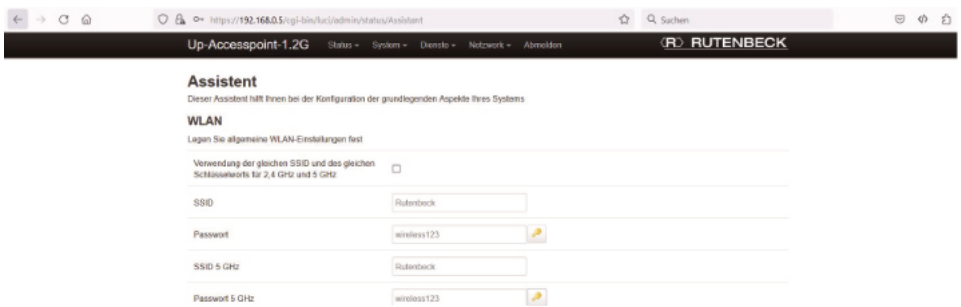 https://192.168.0.5/cgi-bin/luci/admin/status/Assistant
Suchen
Up-Accesspoint-1.2G Status System Dienste Netzwerk Abmelden RUTENBECK
Assistent
Dieser Assistent hilft Ihnen bei der Konfiguration der grundlegenden Aspekte Ihres Systems
WLAN
Legen Sie allgemeine WLAN-Einstellungen fest
Verwendung der gleichen SSID und des gleichen
Schlüsselworts für 2,4 GHz und 5 GHz
SSID Rutenbeck
Passwort wireless123
SSID 5 GHz Rutenbeck
Passwort 5 GHz wireless123